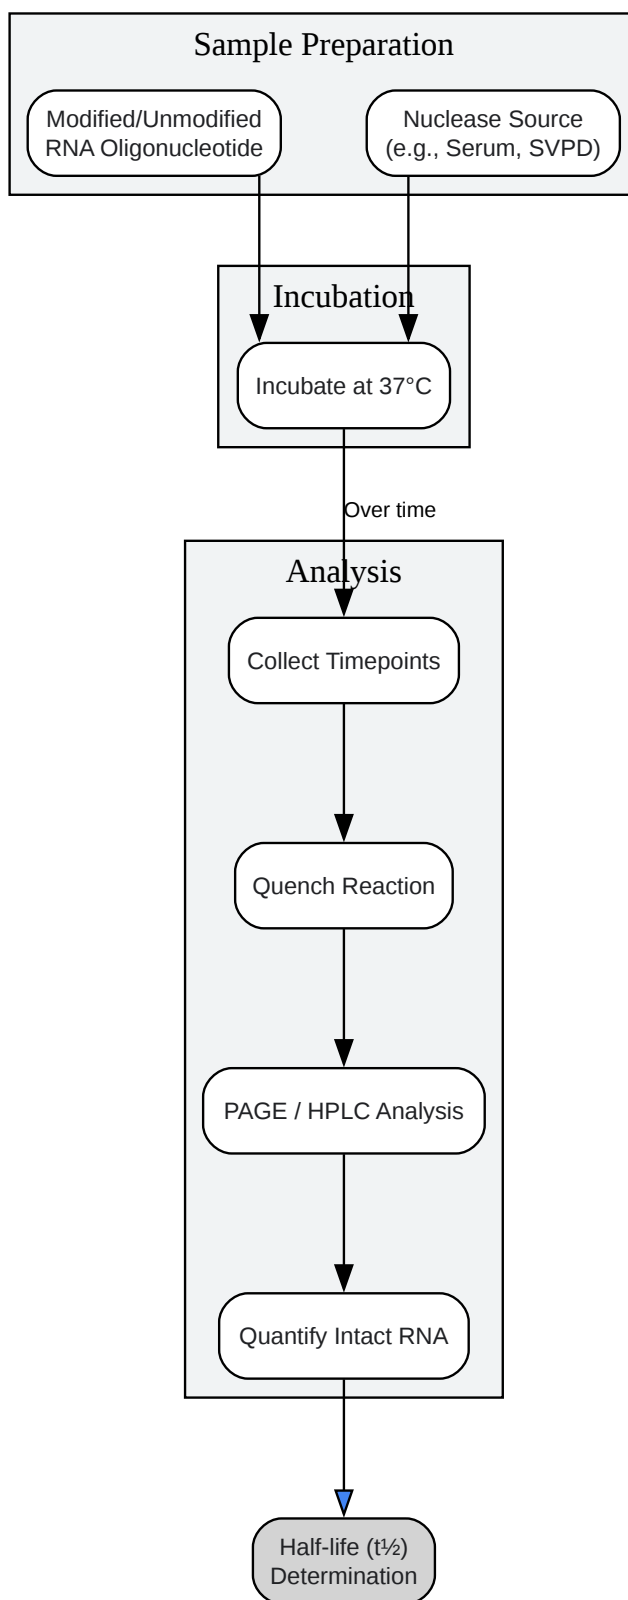 Sample Preparation
Modified/Unmodified
RNA Oligonucleotide
Nuclease Source
(e.g., Serum, SVPD)
Incubation
Incubate at 37°C
Over time
Analysis
Collect Timepoints
Quench Reaction
PAGE / HPLC Analysis
Quantify Intact RNA
Half-life (t½)
Determination